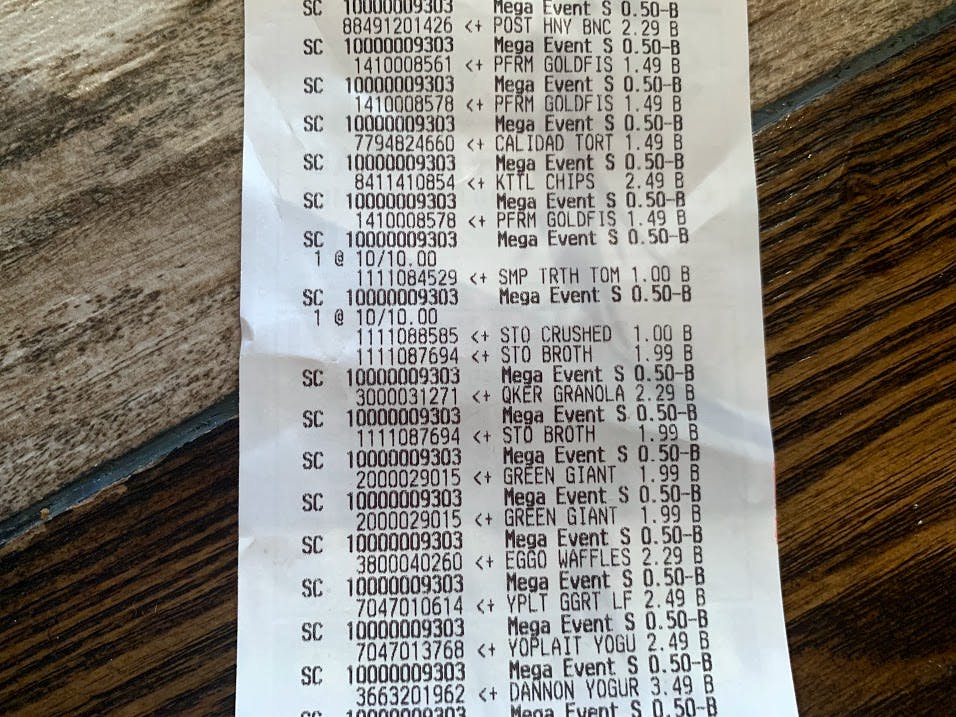 SC 10000009303 Mega Event S 0.50-B
88491201426 <+ POST HNY BNC 2.29 B
SC 10000009303 Mega Event S 0.50-B
1410008561 <+ PFRM GOLDFIS 1.49 B
SC 10000009303 Mega Event S 0.50-B
1410008578 <+ PFRM GOLDFIS 1.49 B
SC 10000009303 Mega Event S 0.50-B
7794824660 <+ CALIDAD TORT 1.49 B
SC 10000009303 Mega Event S 0.50-B
8411410854 <+ KTTL CHIPS 2.49 B
SC 10000009303 Mega Event S 0.50-B
1410008578 <+ PFRM GOLDFIS 1.49 B
SC 10000009303 Mega Event S 0.50-B
1 @ 10/10.00
1111084529 <+ SMP TRTH TOM 1.00 B
SC 10000009303 Mega Event S 0.50-B
1 @ 10/10.00
1111088585 <+ STO CRUSHED 1.00 B
1111087694 <+ STO BROTH 1.99 B
SC 10000009303 Mega Event S 0.50-B
3000031271 <+ QKER GRANOLA 2.29 B
SC 10000009303 Mega Event S 0.50-B
1111087694 <+ STO BROTH 1.99 B
SC 10000009303 Mega Event S 0.50-B
2000029015 <+ GREEN GIANT 1.99 B
SC 10000009303 Mega Event S 0.50-B
2000029015 <+ GREEN GIANT 1.99 B
SC 10000009303 Mega Event S 0.50-B
3800040260 <+ EGGO WAFFLES 2.29 B
SC 10000009303 Mega Event S 0.50-B
7047010614 <+ YPLT GGRT LF 2.49 B
SC 10000009303 Mega Event S 0.50-B
7047013768 <+ YOPLAIT YOGU 2.49 B
SC 10000009303 Mega Event S 0.50-B
3663201962 <+ DANNON YOGUR 3.49 B
SC 10000009303 Mega Event S 0.50-B